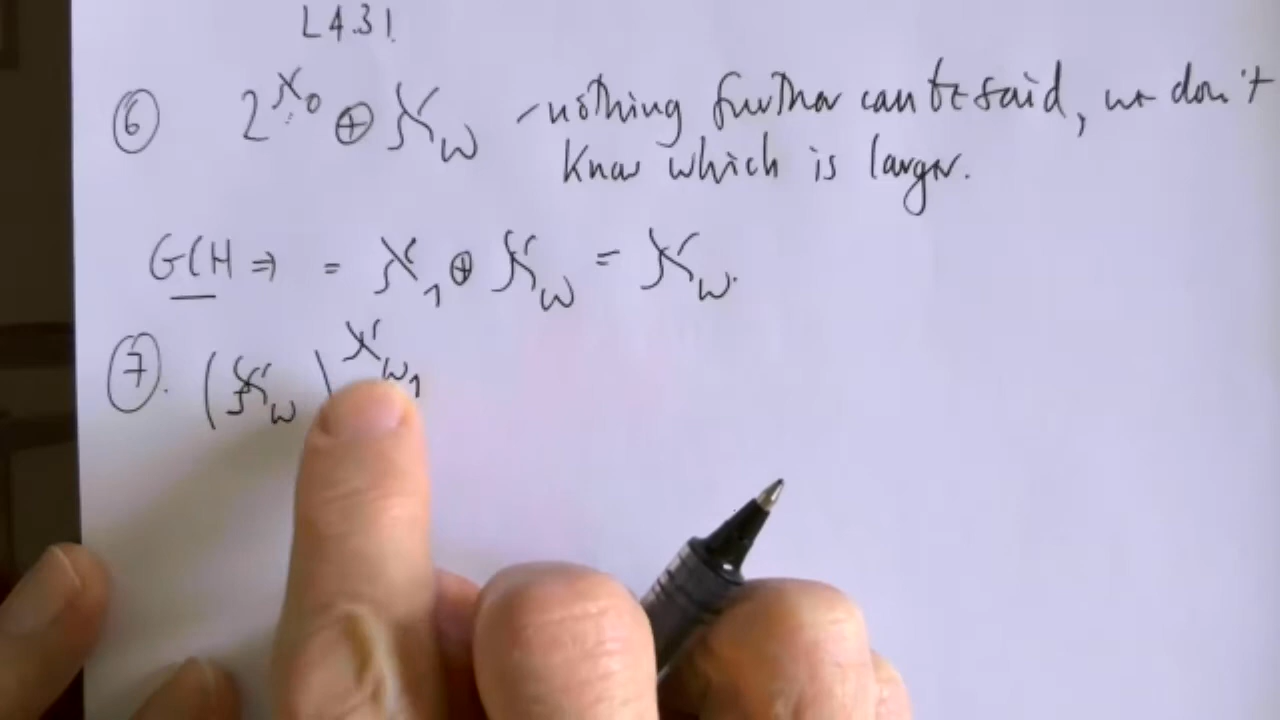 L4.31.
⑥ 2^ℵ₀ ⊕ ℵ_ω - nothing further can be said, we don't
know which is larger.
GCH ⇒ = ℵ₁ ⊕ ℵ_ω = ℵ_ω.
⑦. (ℵ_ω)^ℵ_ω₁